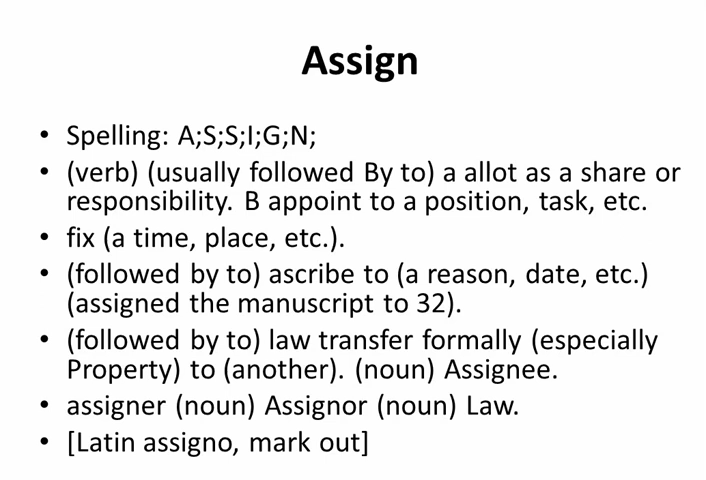 Assign
• Spelling: A;S;S;I;G;N;
• (verb) (usually followed By to) a allot as a share or
responsibility. B appoint to a position, task, etc.
• fix (a time, place, etc.).
• (followed by to) ascribe to (a reason, date, etc.)
(assigned the manuscript to 32).
• (followed by to) law transfer formally (especially
Property) to (another). (noun) Assignee.
• assigner (noun) Assignor (noun) Law.
• [Latin assigno, mark out]